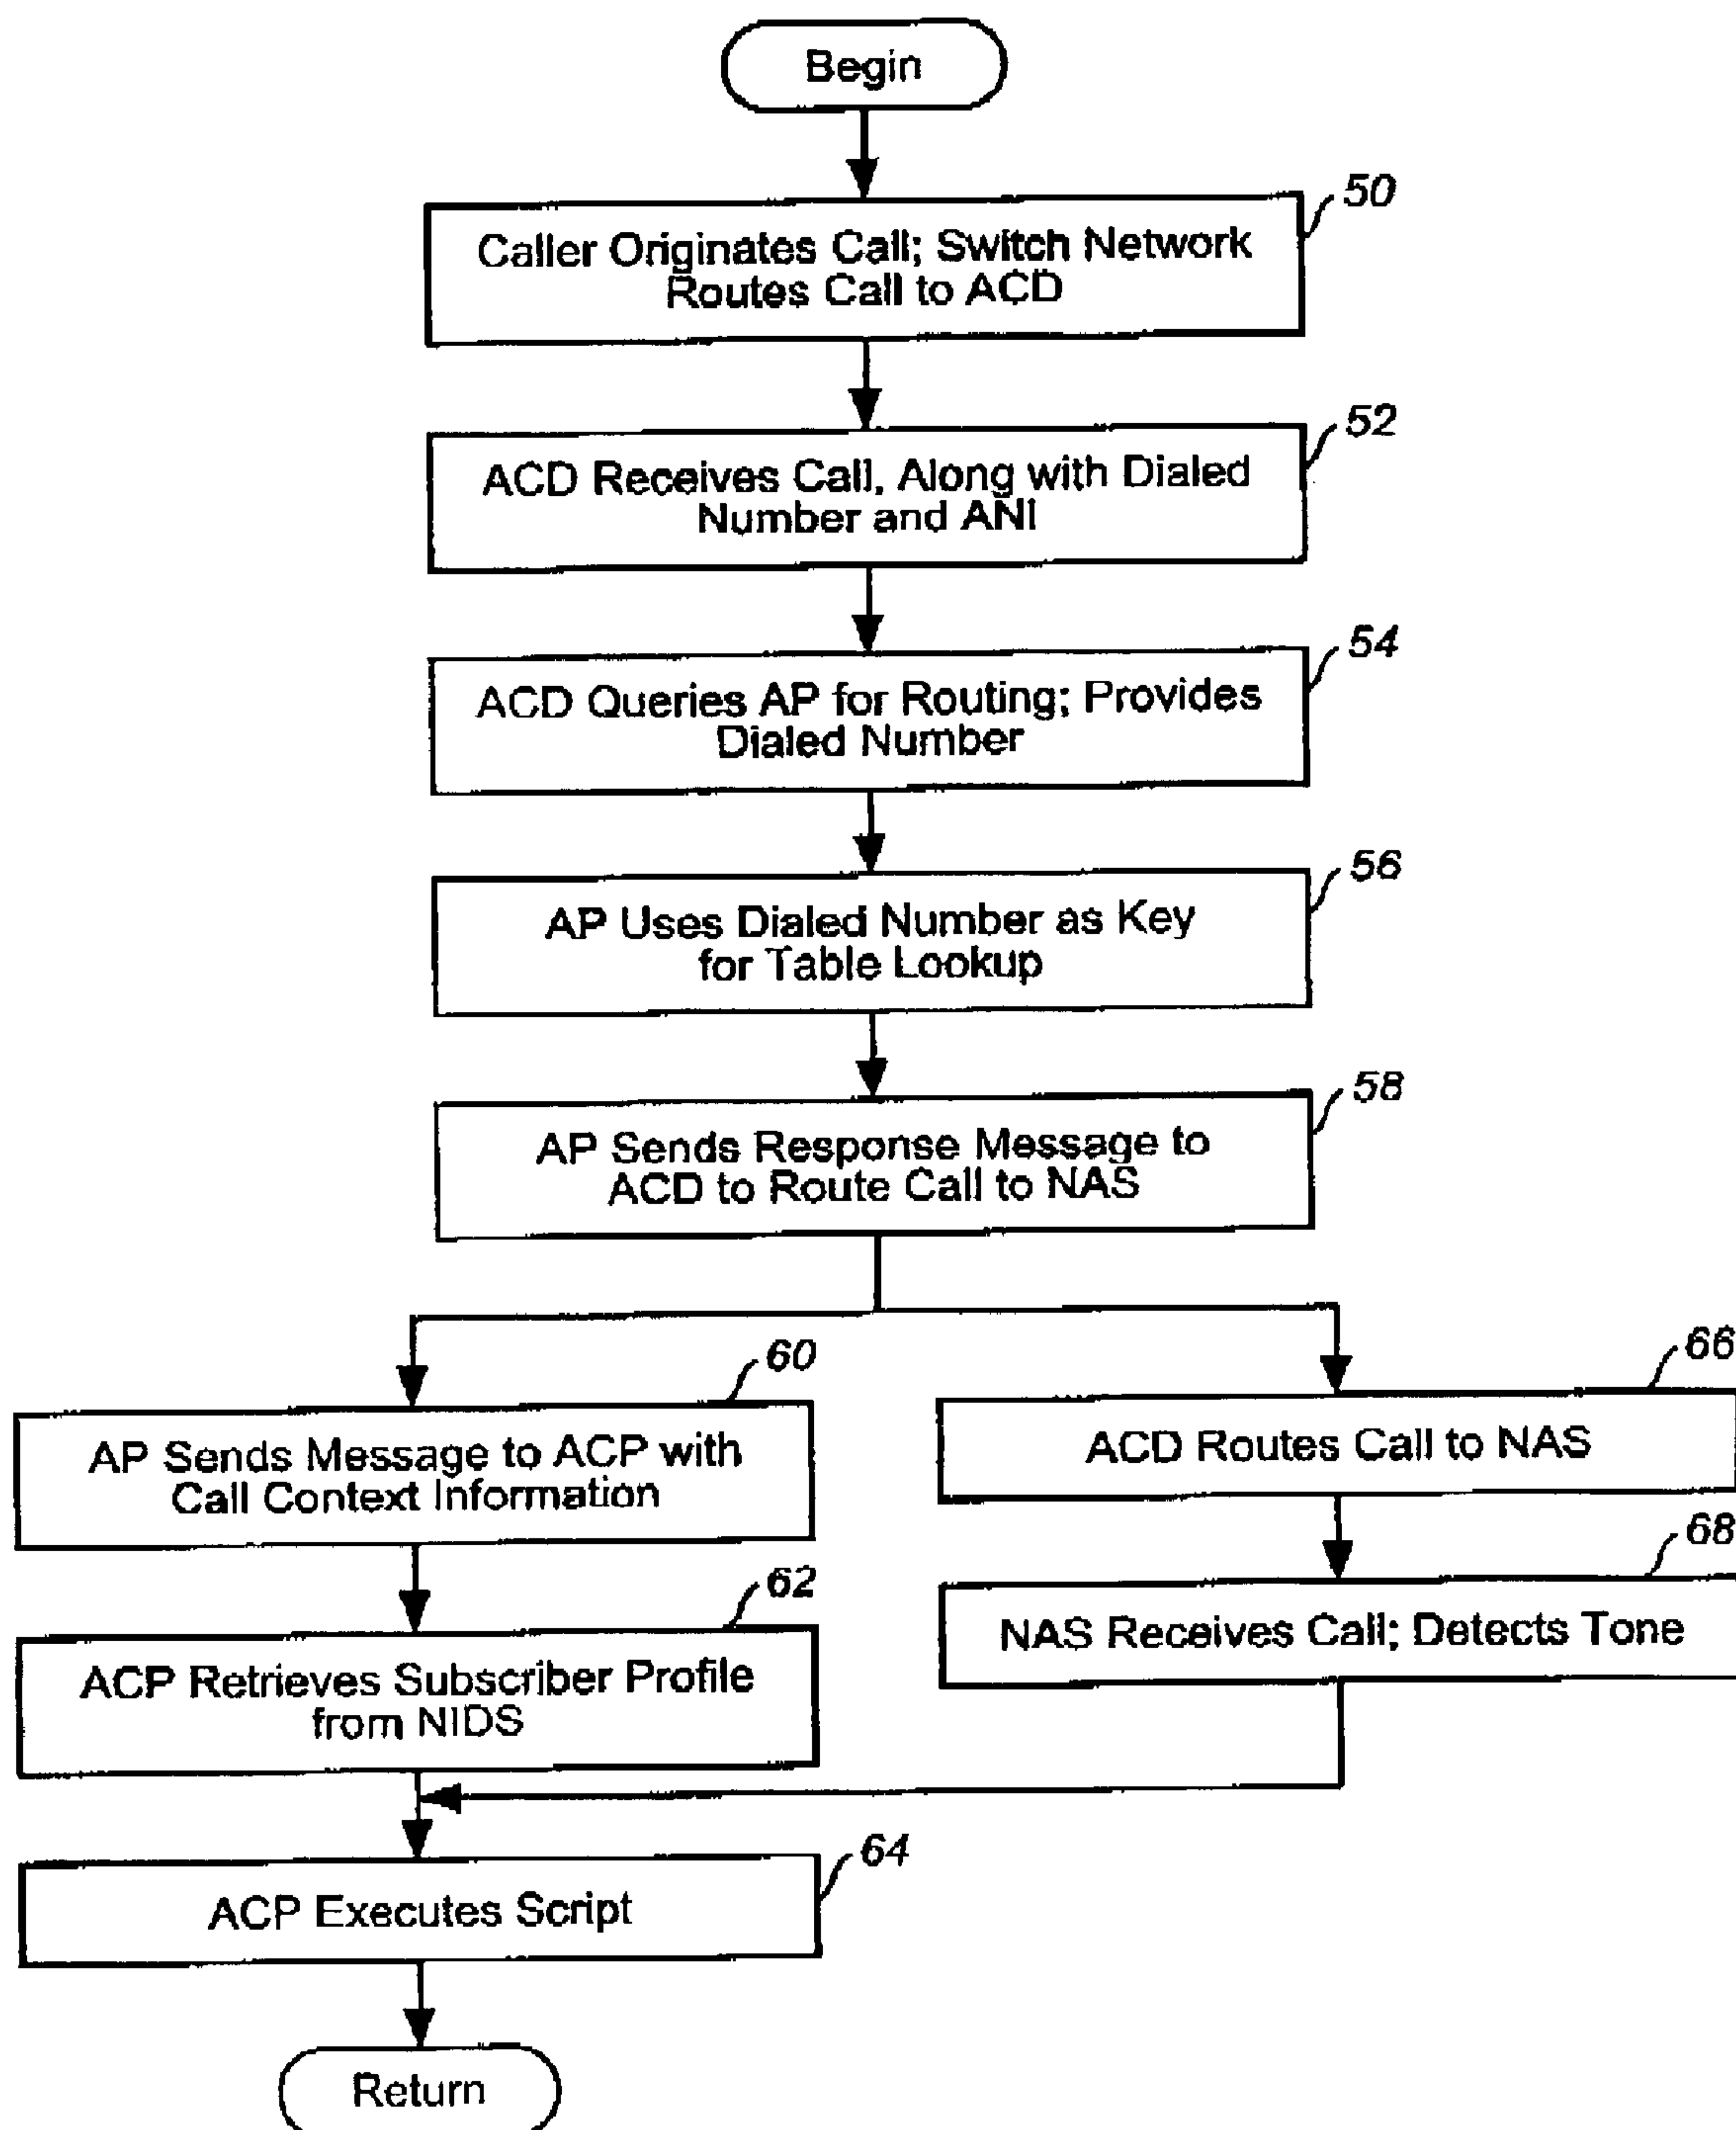 Begin
50
Caller Originates Call; Switch Network
Routes Call to ACD
52
ACD Receives Call, Along with Dialed
Number and ANI
54
ACD Queries AP for Routing; Provides
Dialed Number
56
AP Uses Dialed Number as Key
for Table Lookup
58
AP Sends Response Message to
ACD to Route Call to NAS
60
AP Sends Message to ACP with
Call Context Information
66
ACD Routes Call to NAS
62
ACP Retrieves Subscriber Profile
from NIDS
68
NAS Receives Call; Detects Tone
64
ACP Executes Script
Return